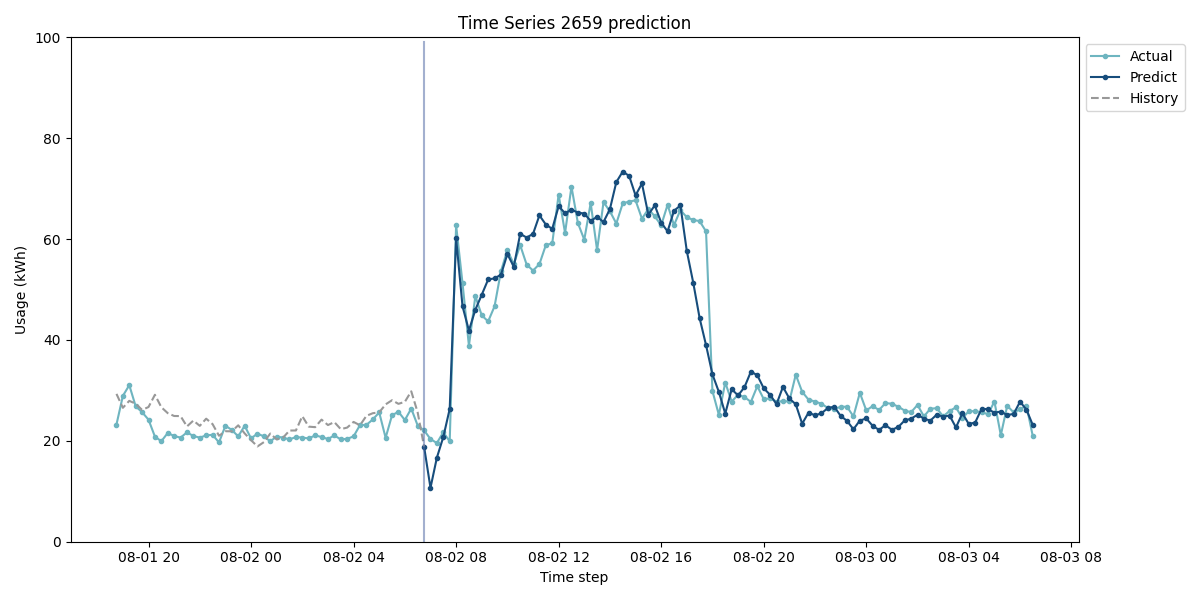 Time Series 2659 prediction
Usage (kWh)
100
80
60
40
20
0
08-01 20
08-02 00
08-02 04
08-02 08
08-02 12
08-02 16
08-02 20
08-03 00
08-03 04
08-03 08
Time step
Actual
Predict
History